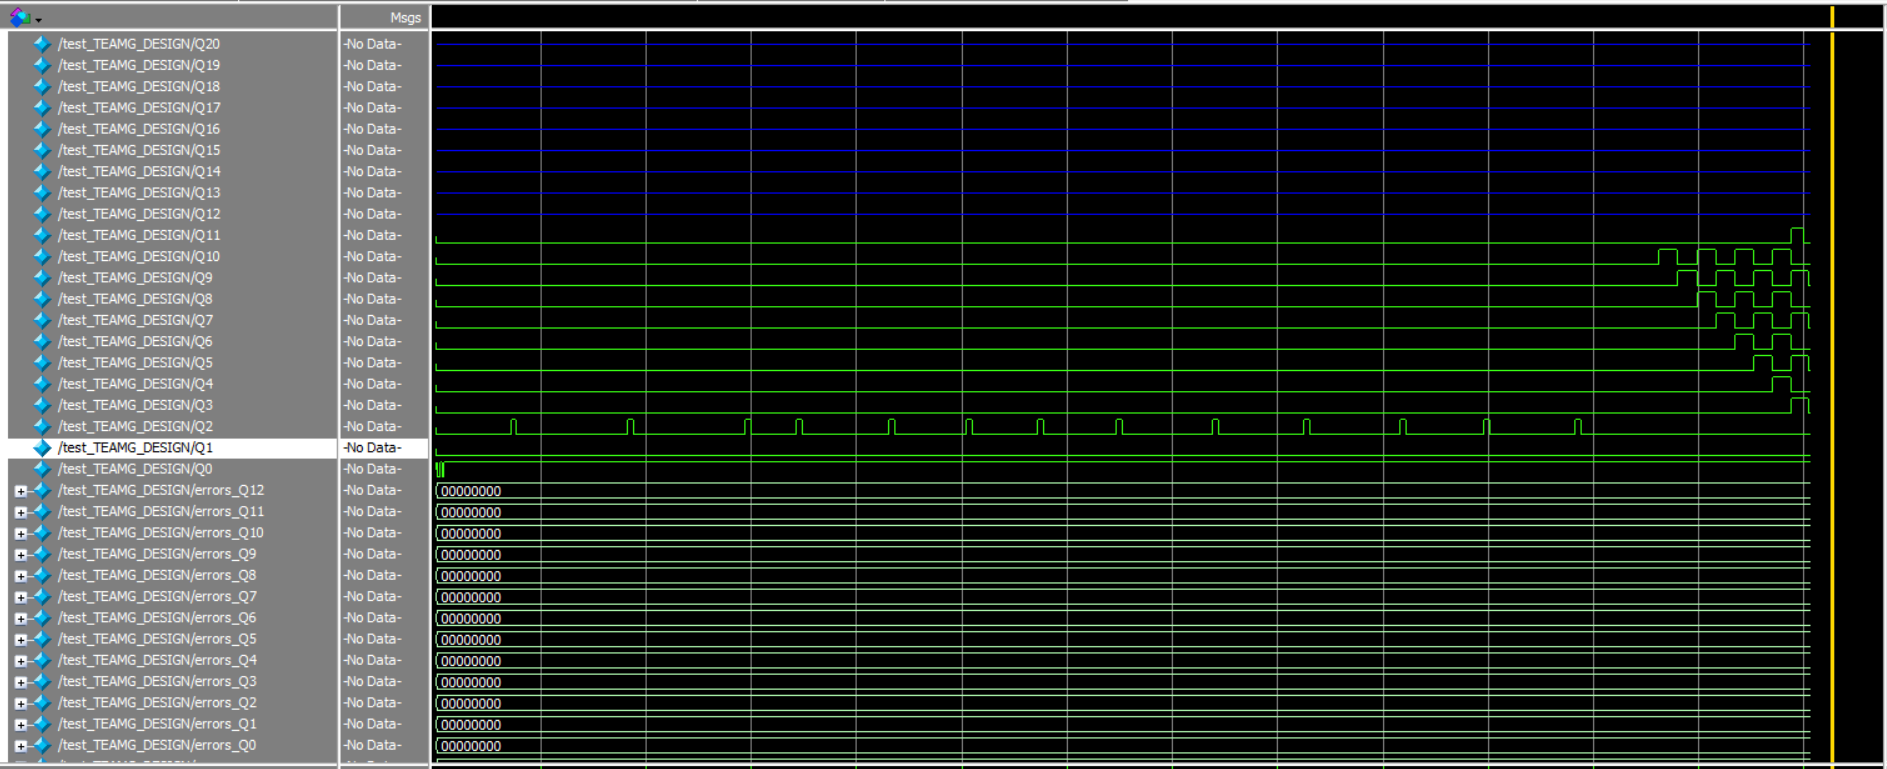 Msgs
/test_TEAMG_DESIGN/Q20 -No Data-
/test_TEAMG_DESIGN/Q19 -No Data-
/test_TEAMG_DESIGN/Q18 -No Data-
/test_TEAMG_DESIGN/Q17 -No Data-
/test_TEAMG_DESIGN/Q16 -No Data-
/test_TEAMG_DESIGN/Q15 -No Data-
/test_TEAMG_DESIGN/Q14 -No Data-
/test_TEAMG_DESIGN/Q13 -No Data-
/test_TEAMG_DESIGN/Q12 -No Data-
/test_TEAMG_DESIGN/Q11 -No Data-
/test_TEAMG_DESIGN/Q10 -No Data-
/test_TEAMG_DESIGN/Q9 -No Data-
/test_TEAMG_DESIGN/Q8 -No Data-
/test_TEAMG_DESIGN/Q7 -No Data-
/test_TEAMG_DESIGN/Q6 -No Data-
/test_TEAMG_DESIGN/Q5 -No Data-
/test_TEAMG_DESIGN/Q4 -No Data-
/test_TEAMG_DESIGN/Q3 -No Data-
/test_TEAMG_DESIGN/Q2 -No Data-
/test_TEAMG_DESIGN/Q1 -No Data-
/test_TEAMG_DESIGN/Q0 -No Data-
/test_TEAMG_DESIGN/errors_Q12 -No Data- 00000000
/test_TEAMG_DESIGN/errors_Q11 -No Data- 00000000
/test_TEAMG_DESIGN/errors_Q10 -No Data- 00000000
/test_TEAMG_DESIGN/errors_Q9 -No Data- 00000000
/test_TEAMG_DESIGN/errors_Q8 -No Data- 00000000
/test_TEAMG_DESIGN/errors_Q7 -No Data- 00000000
/test_TEAMG_DESIGN/errors_Q6 -No Data- 00000000
/test_TEAMG_DESIGN/errors_Q5 -No Data- 00000000
/test_TEAMG_DESIGN/errors_Q4 -No Data- 00000000
/test_TEAMG_DESIGN/errors_Q3 -No Data- 00000000
/test_TEAMG_DESIGN/errors_Q2 -No Data- 00000000
/test_TEAMG_DESIGN/errors_Q1 -No Data- 00000000
/test_TEAMG_DESIGN/errors_Q0 -No Data- 00000000